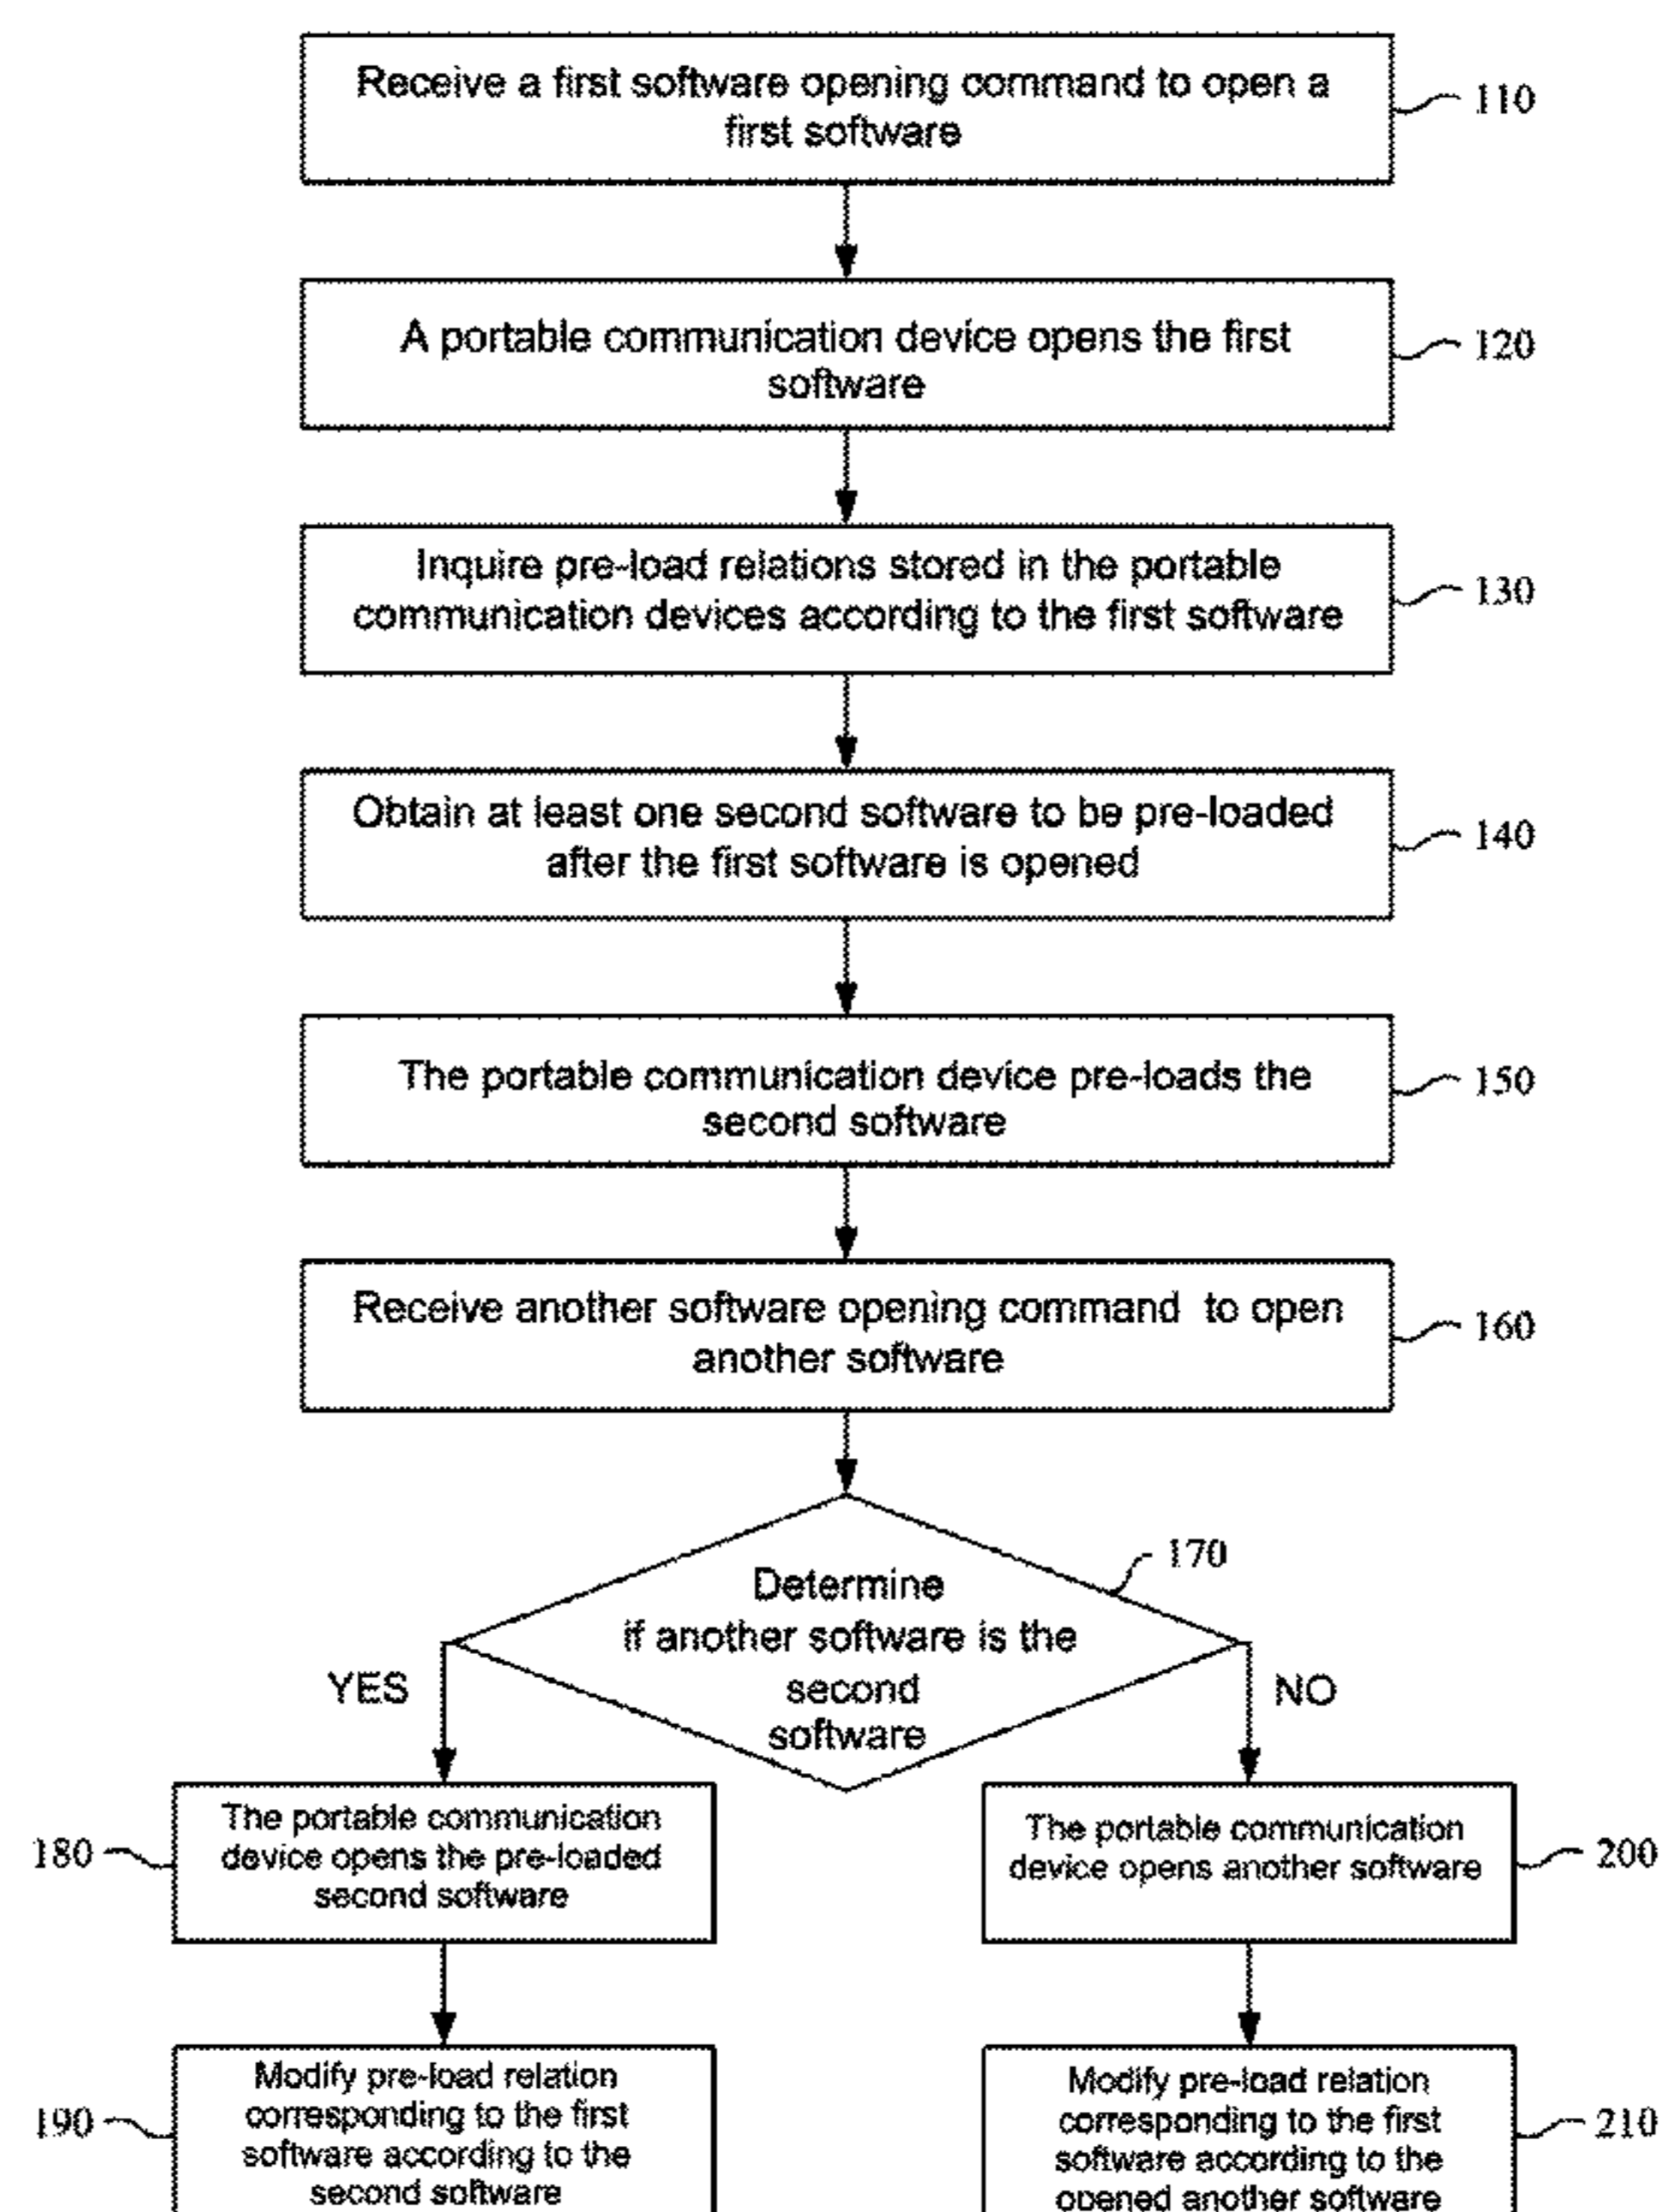 Receive a first software opening command to open a
first software
110
A portable communication device opens the first
software
120
Inquire pre-load relations stored in the portable
communication devices according to the first software
130
Obtain at least one second software to be pre-loaded
after the first software is opened
140
The portable communication device pre-loads the
second software
150
Receive another software opening command to open
another software
160
Determine
if another software is the
second
software
170
YES
NO
The portable communication
device opens the pre-loaded
second software
180
The portable communication
device opens another software
200
Modify pre-load relation
corresponding to the first
software according to the
second software
190
Modify pre-load relation
corresponding to the first
software according to the
opened another software
210